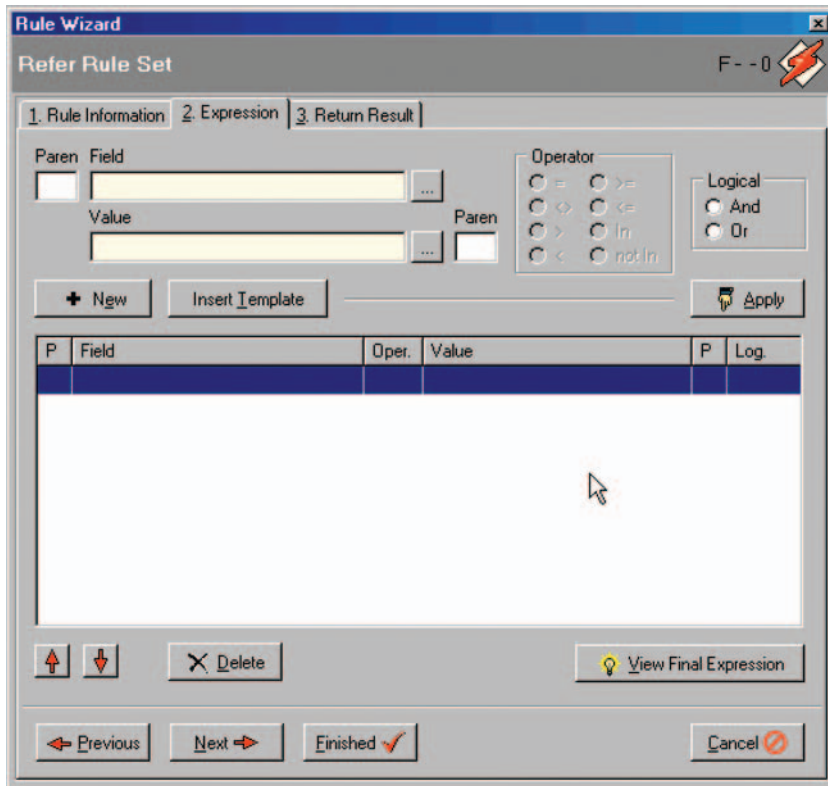 Rule Wizard
Refer Rule Set F - - 0
1. Rule Information 2. Expression 3. Return Result
Paren Field Operator
= >= Logical
<> <= And
Value Paren > In Or
< not In
New Insert Template Apply
P Field Oper. Value P Log.
Delete View Final Expression
Previous Next Finished Cancel